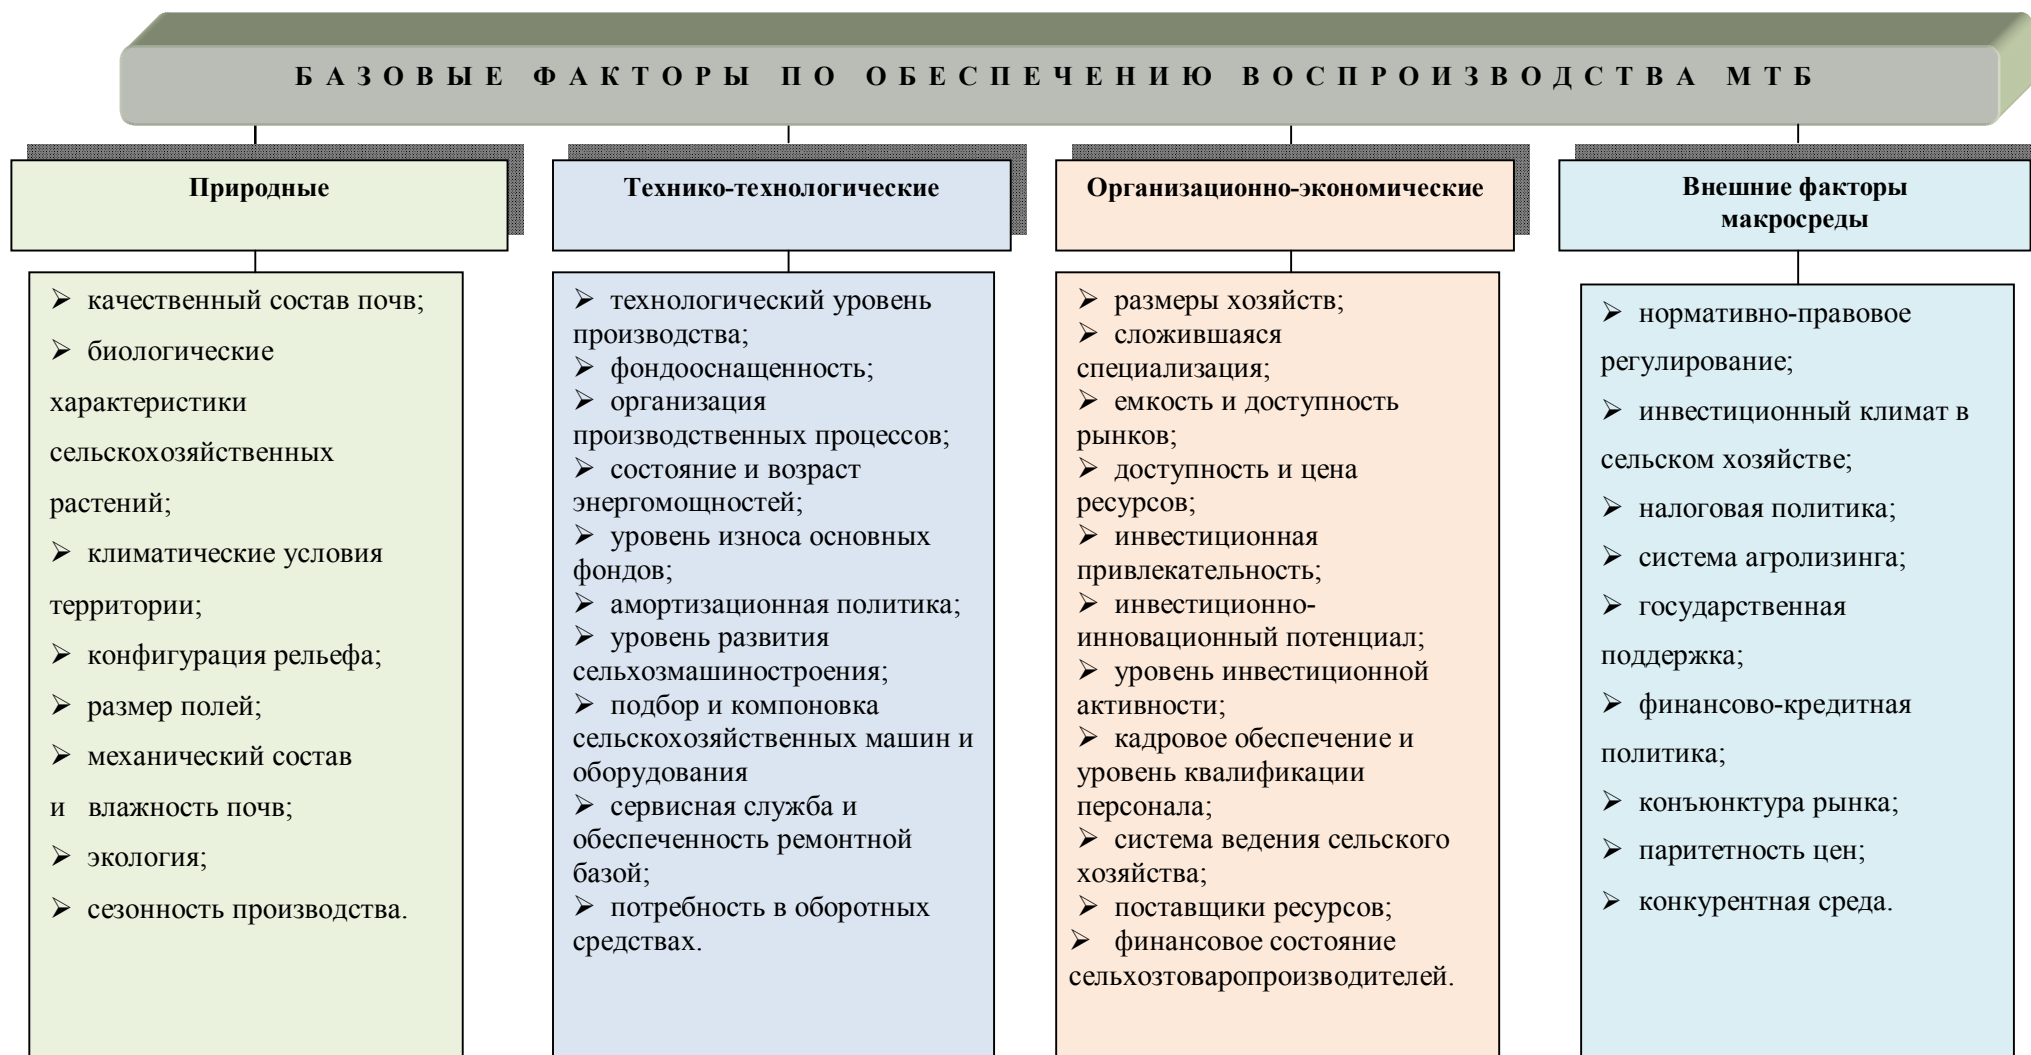 БАЗОВЫЕ ФАКТОРЫ ПО ОБЕСПЕЧЕНИЮ ВОСПРОИЗВОДСТВА МТБ
Природные
➢ качественный состав почв;
➢ биологические
характеристики
сельскохозяйственных
растений;
➢ климатические условия
территории;
➢ конфигурация рельефа;
➢ размер полей;
➢ механический состав
и влажность почв;
➢ экология;
➢ сезонность производства.
Технико-технологические
➢ технологический уровень
производства;
➢ фондооснащенность;
➢ организация
производственных процессов;
➢ состояние и возраст
энергомощностей;
➢ уровень износа основных
фондов;
➢ амортизационная политика;
➢ уровень развития
сельхозмашиностроения;
➢ подбор и компоновка
сельскохозяйственных машин и
оборудования
➢ сервисная служба и
обеспеченность ремонтной
базой;
➢ потребность в оборотных
средствах.
Организационно-экономические
➢ размеры хозяйств;
➢ сложившаяся
специализация;
➢ емкость и доступность
рынков;
➢ доступность и цена
ресурсов;
➢ инвестиционная
привлекательность;
➢ инвестиционно-
инновационный потенциал;
➢ уровень инвестиционной
активности;
➢ кадровое обеспечение и
уровень квалификации
персонала;
➢ система ведения сельского
хозяйства;
➢ поставщики ресурсов;
➢ финансовое состояние
сельхозтоваропроизводителей.
Внешние факторы
макросреды
➢ нормативно-правовое
регулирование;
➢ инвестиционный климат в
сельском хозяйстве;
➢ налоговая политика;
➢ система агролизинга;
➢ государственная
поддержка;
➢ финансово-кредитная
политика;
➢ конъюнктура рынка;
➢ паритетность цен;
➢ конкурентная среда.